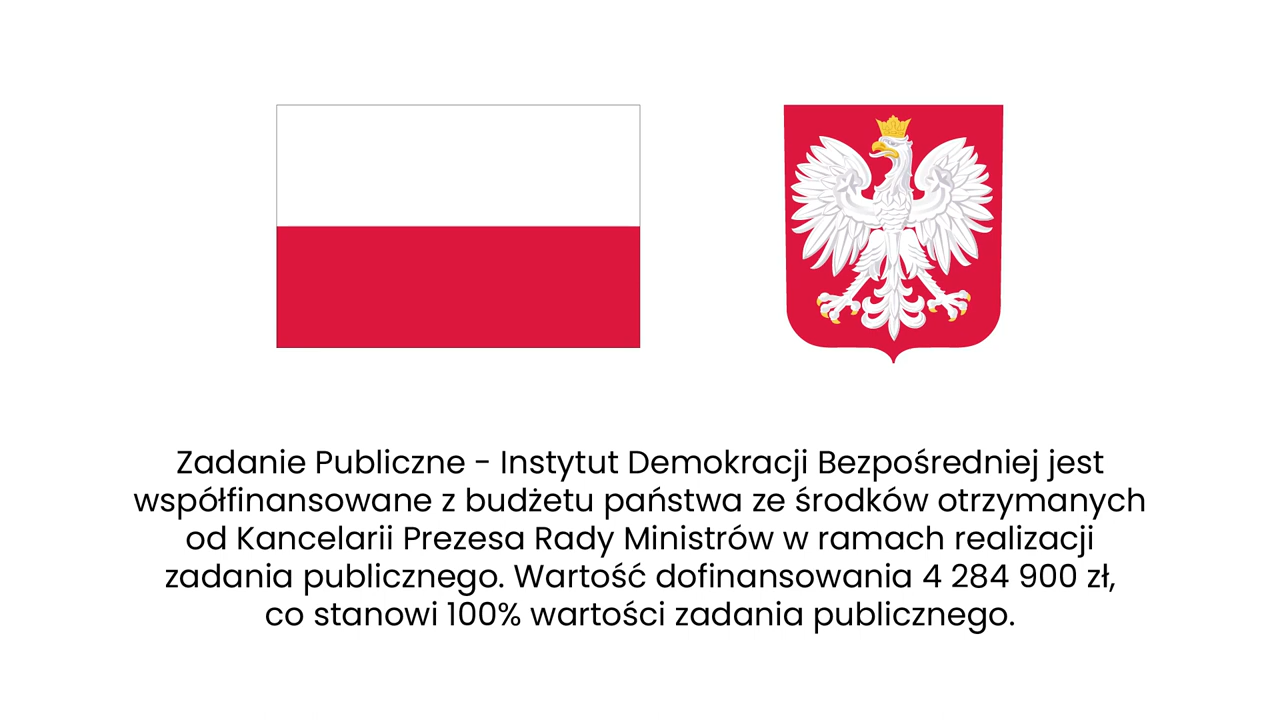 Zadanie Publiczne - Instytut Demokracji Bezpośredniej jest
współfinansowane z budżetu państwa ze środków otrzymanych
od Kancelarii Prezesa Rady Ministrów w ramach realizacji
zadania publicznego. Wartość dofinansowania 4 284 900 zł,
co stanowi 100% wartości zadania publicznego.